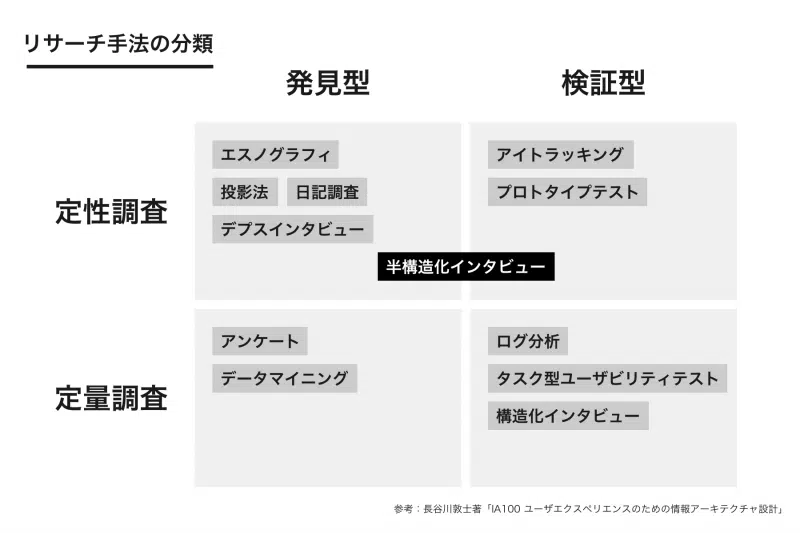 リサーチ手法の分類
発見型
検証型
定性調査
エスノグラフィ
投影法 日記調査
デプスインタビュー
アイトラッキング
プロトタイプテスト
半構造化インタビュー
定量調査
アンケート
データマイニング
ログ分析
タスク型ユーザビリティテスト
構造化インタビュー
参考：長谷川敦士著「IA100 ユーザエクスペリエンスのための情報アーキテクチャ設計」